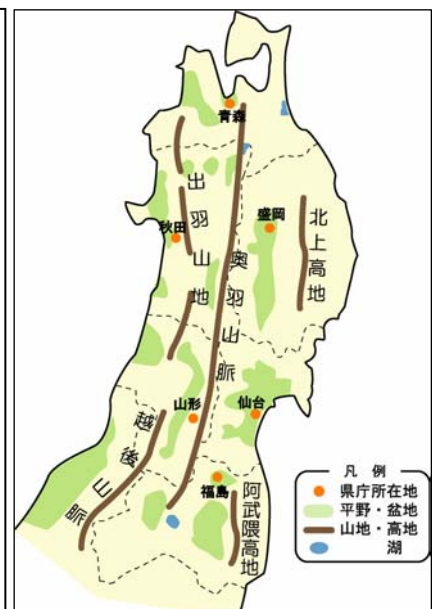 青森
出羽山地
秋田
盛岡
北上高地
奥羽山脈
山形
仙台
越後山脈
福島
阿武隈高地
凡 例
県庁所在地
平野・盆地
山地・高地
湖